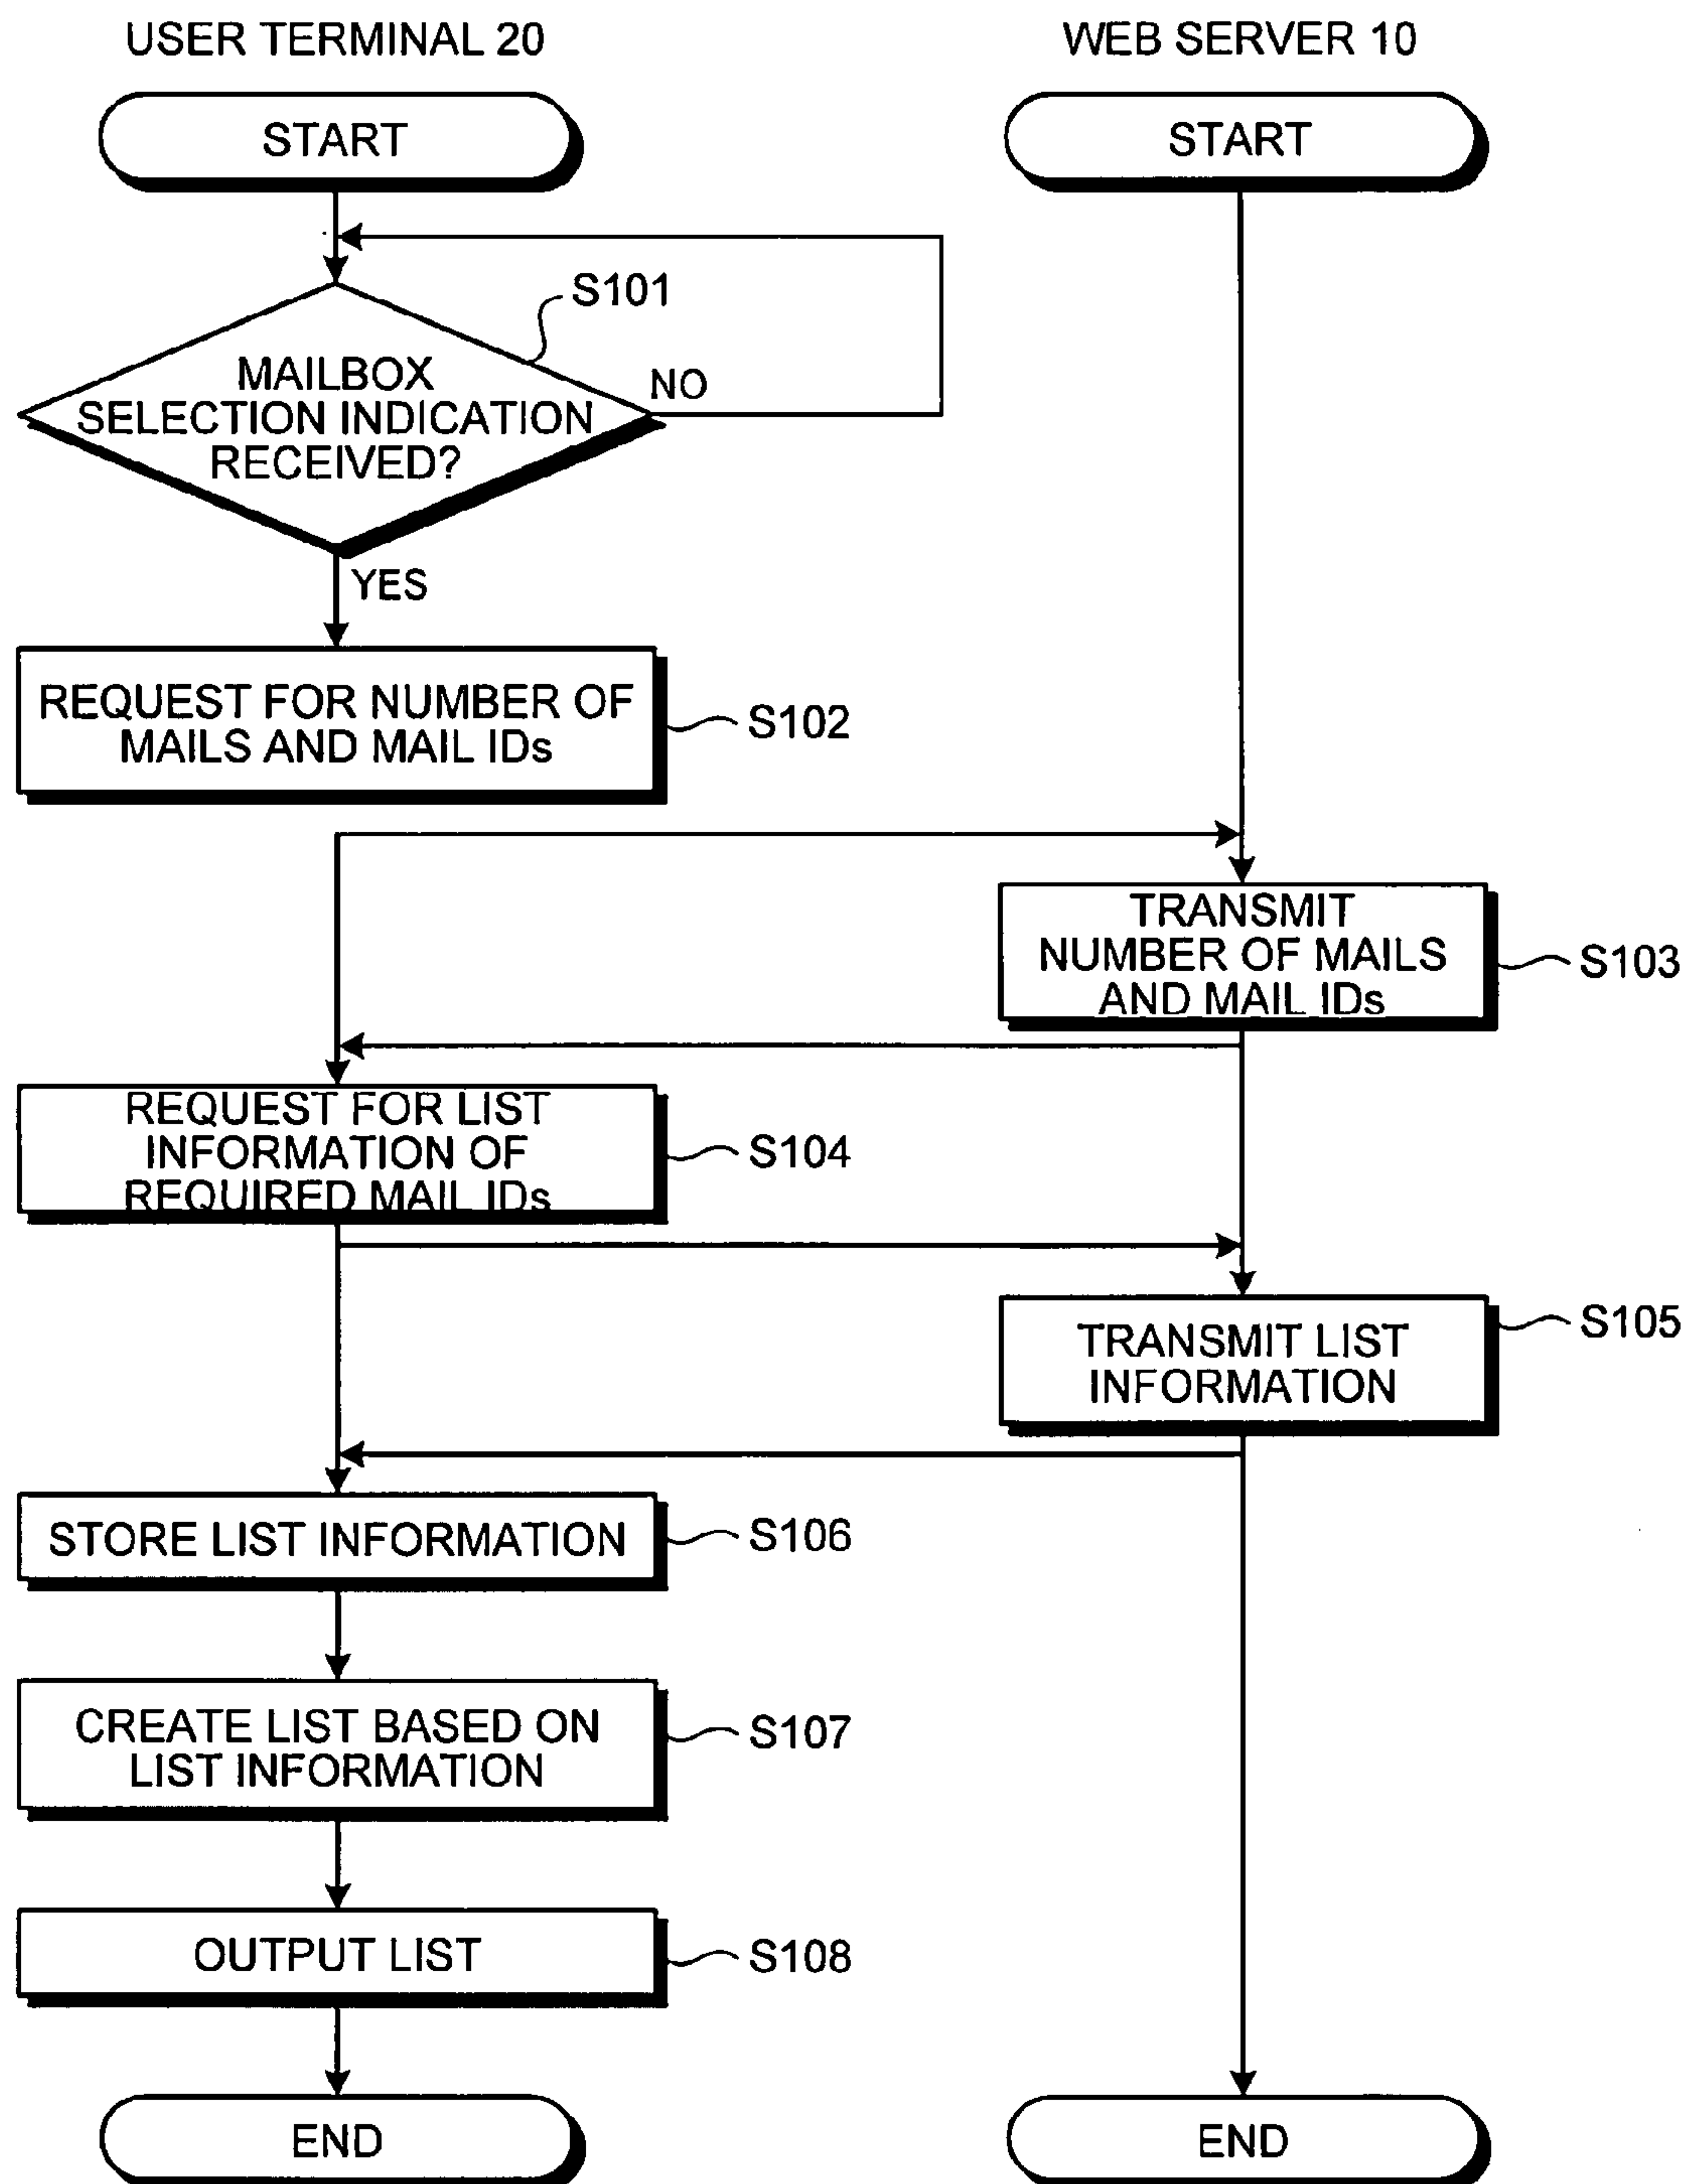 USER TERMINAL 20
WEB SERVER 10
START
START
S101
MAILBOX
SELECTION INDICATION
RECEIVED?
NO
YES
REQUEST FOR NUMBER OF
MAILS AND MAIL IDs
S102
TRANSMIT
NUMBER OF MAILS
AND MAIL IDs
S103
REQUEST FOR LIST
INFORMATION OF
REQUIRED MAIL IDs
S104
TRANSMIT LIST
INFORMATION
S105
STORE LIST INFORMATION
S106
CREATE LIST BASED ON
LIST INFORMATION
S107
OUTPUT LIST
S108
END
END